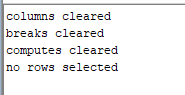 columns cleared
breaks cleared
computes cleared
no rows selected